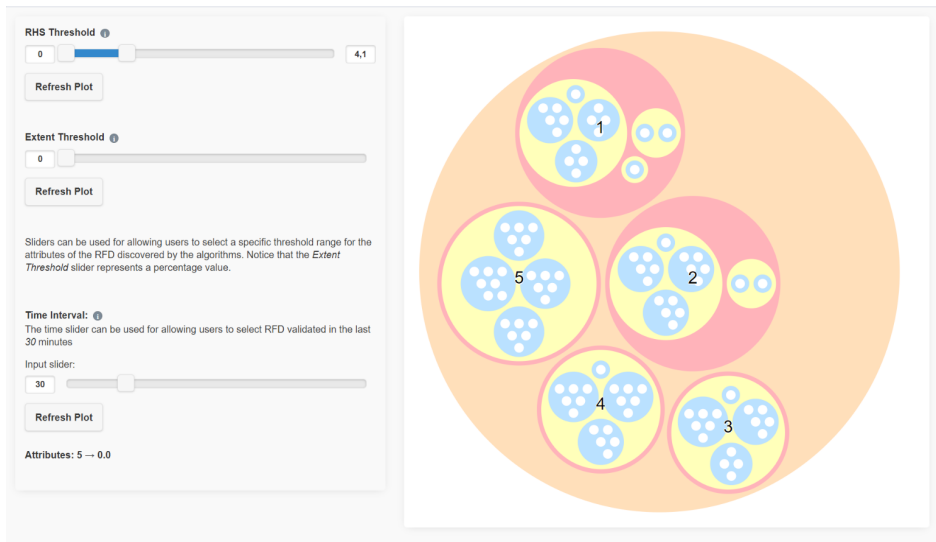 RHS Threshold
0
4,1
Refresh Plot
Extent Threshold
0
Refresh Plot
Sliders can be used for allowing users to select a specific threshold range for the
attributes of the RFD discovered by the algorithms. Notice that the Extent
Threshold slider represents a percentage value.
Time Interval:
The time slider can be used for allowing users to select RFD validated in the last
30 minutes
Input slider:
30
Refresh Plot
Attributes: 5 → 0.0
1
5
2
4
3